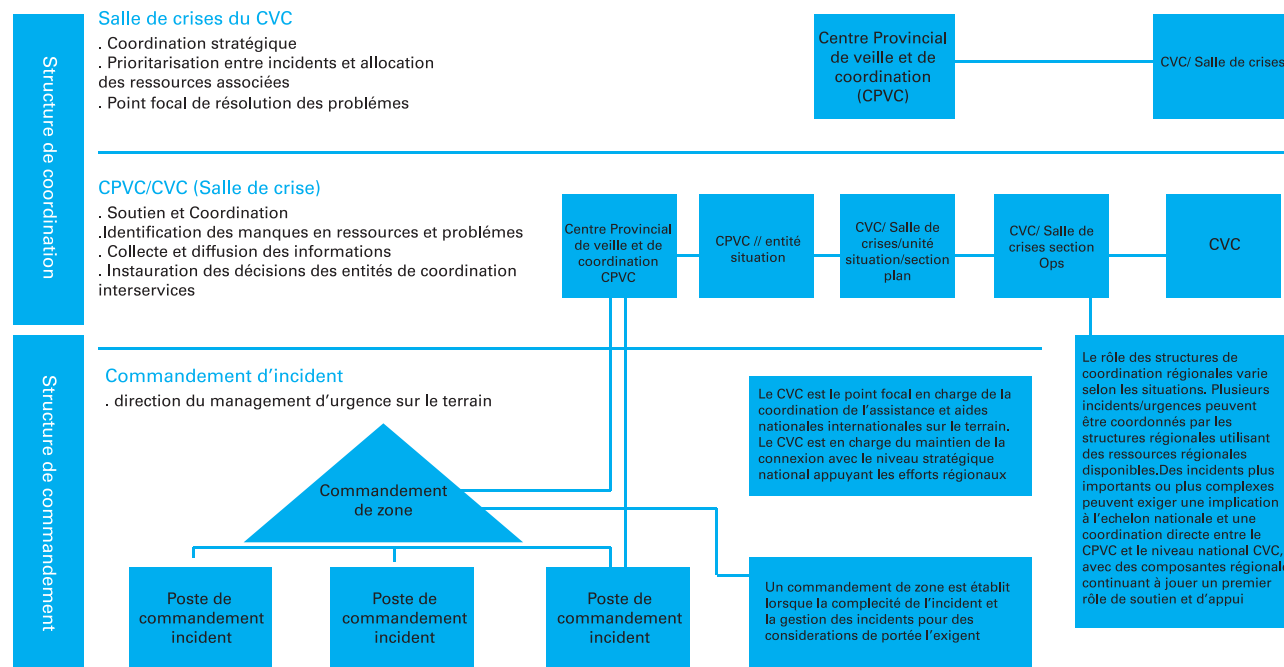 Structure de coordination
Salle de crises du CVC
. Coordination stratégique
. Prioritarisation entre incidents et allocation
des ressources associées
. Point focal de résolution des problémes
Centre Provincial
de veille et de
coordination
(CPVC)
CVC/ Salle de crises
CPVC/CVC (Salle de crise)
. Soutien et Coordination
.Identification des manques en ressources et problèmes
. Collecte et diffusion des informations
. Instauration des décisions des entités de coordination
interservices
Centre Provincial
de veille et de
coordination
CPVC
CPVC // entité
situation
CVC/ Salle de
crises/unité
situation/section
plan
CVC/ Salle de
crises section
Ops
CVC
Structure de commandement
Commandement d’incident
. direction du management d’urgence sur le terrain
Commandement
de zone
Poste de
commandement
incident
Poste de
commandement
incident
Poste de
commandement
incident
Le CVC est le point focal en charge de la
coordination de l’assistance et aides
nationales internationales sur le terrain.
Le CVC est en charge du maintien de la
connexion avec le niveau stratégique
national appuyant les efforts régionaux
Un commandement de zone est établit
lorsque la complecité de l’incident et
la gestion des incidents pour des
considerations de portée l’exigent
Le rôle des structures de
coordination régionales varie
selon les situations. Plusieurs
incidents/urgences peuvent
être coordonnés par les
structures régionales utilisant
des ressources régionales
disponibles.Des incidents plus
importants ou plus complexes
peuvent exiger une implication
à l’echelon nationale et une
coordination directe entre le
CPVC et le niveau national CVC,
avec des composantes régionale
continuant à jouer un premier
rôle de soutien et d’appui